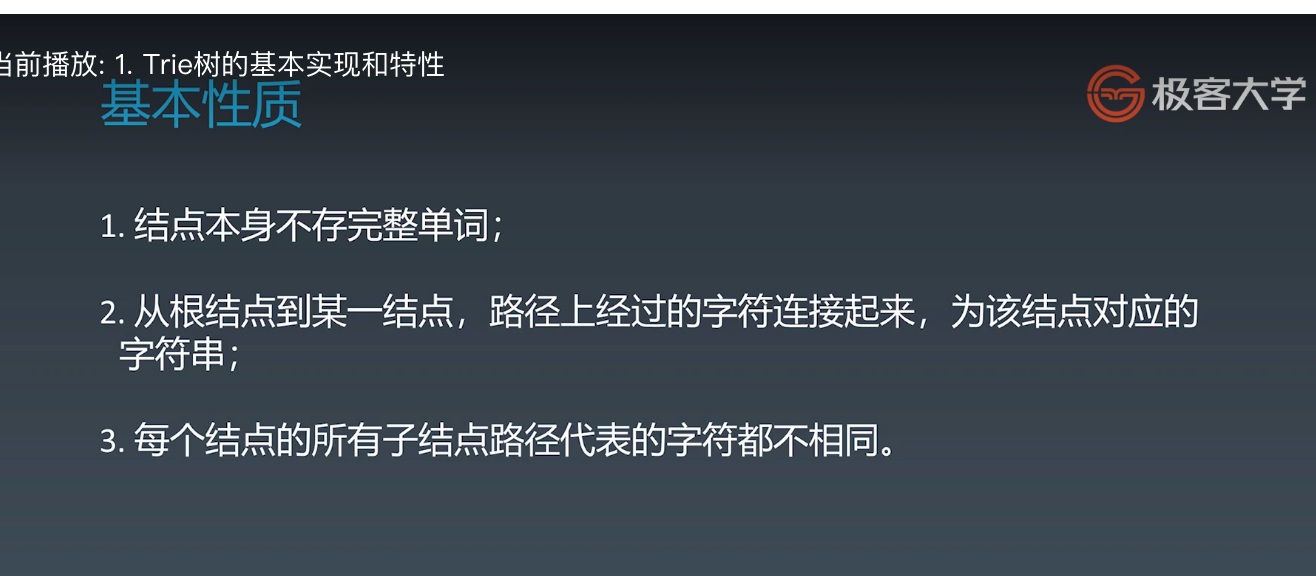 当前播放: 1. Trie树的基本实现和特性
基本性质
极客大学
1. 结点本身不存完整单词；
2. 从根结点到某一结点，路径上经过的字符连接起来，为该结点对应的
字符串；
3. 每个结点的所有子结点路径代表的字符都不相同。